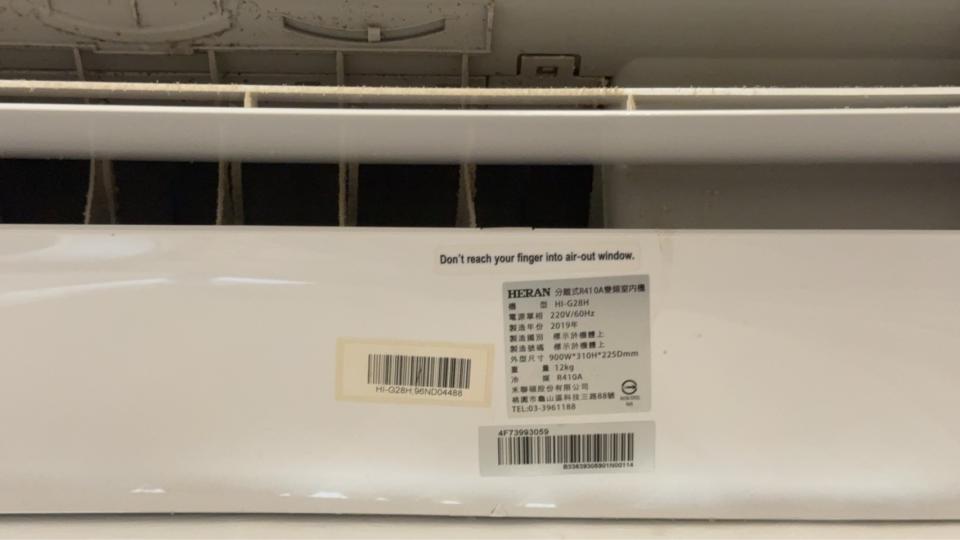 Don't reach your finger into air-out window.
HERAN 分離式R410A變頻室內機
機 型 HI-G28H
電源單相 220V/60Hz
製造年份 2019年
製造國別 標示於機體上
製造號碼 標示於機體上
外型尺寸 900W*310H*225Dmm
重 量 12kg
冷 媒 R410A
禾聯碩股份有限公司
桃園市龜山區科技三路88號
TEL:03-3961188
HI-G28H,96ND04488
4F73993059
B33639306901N00114